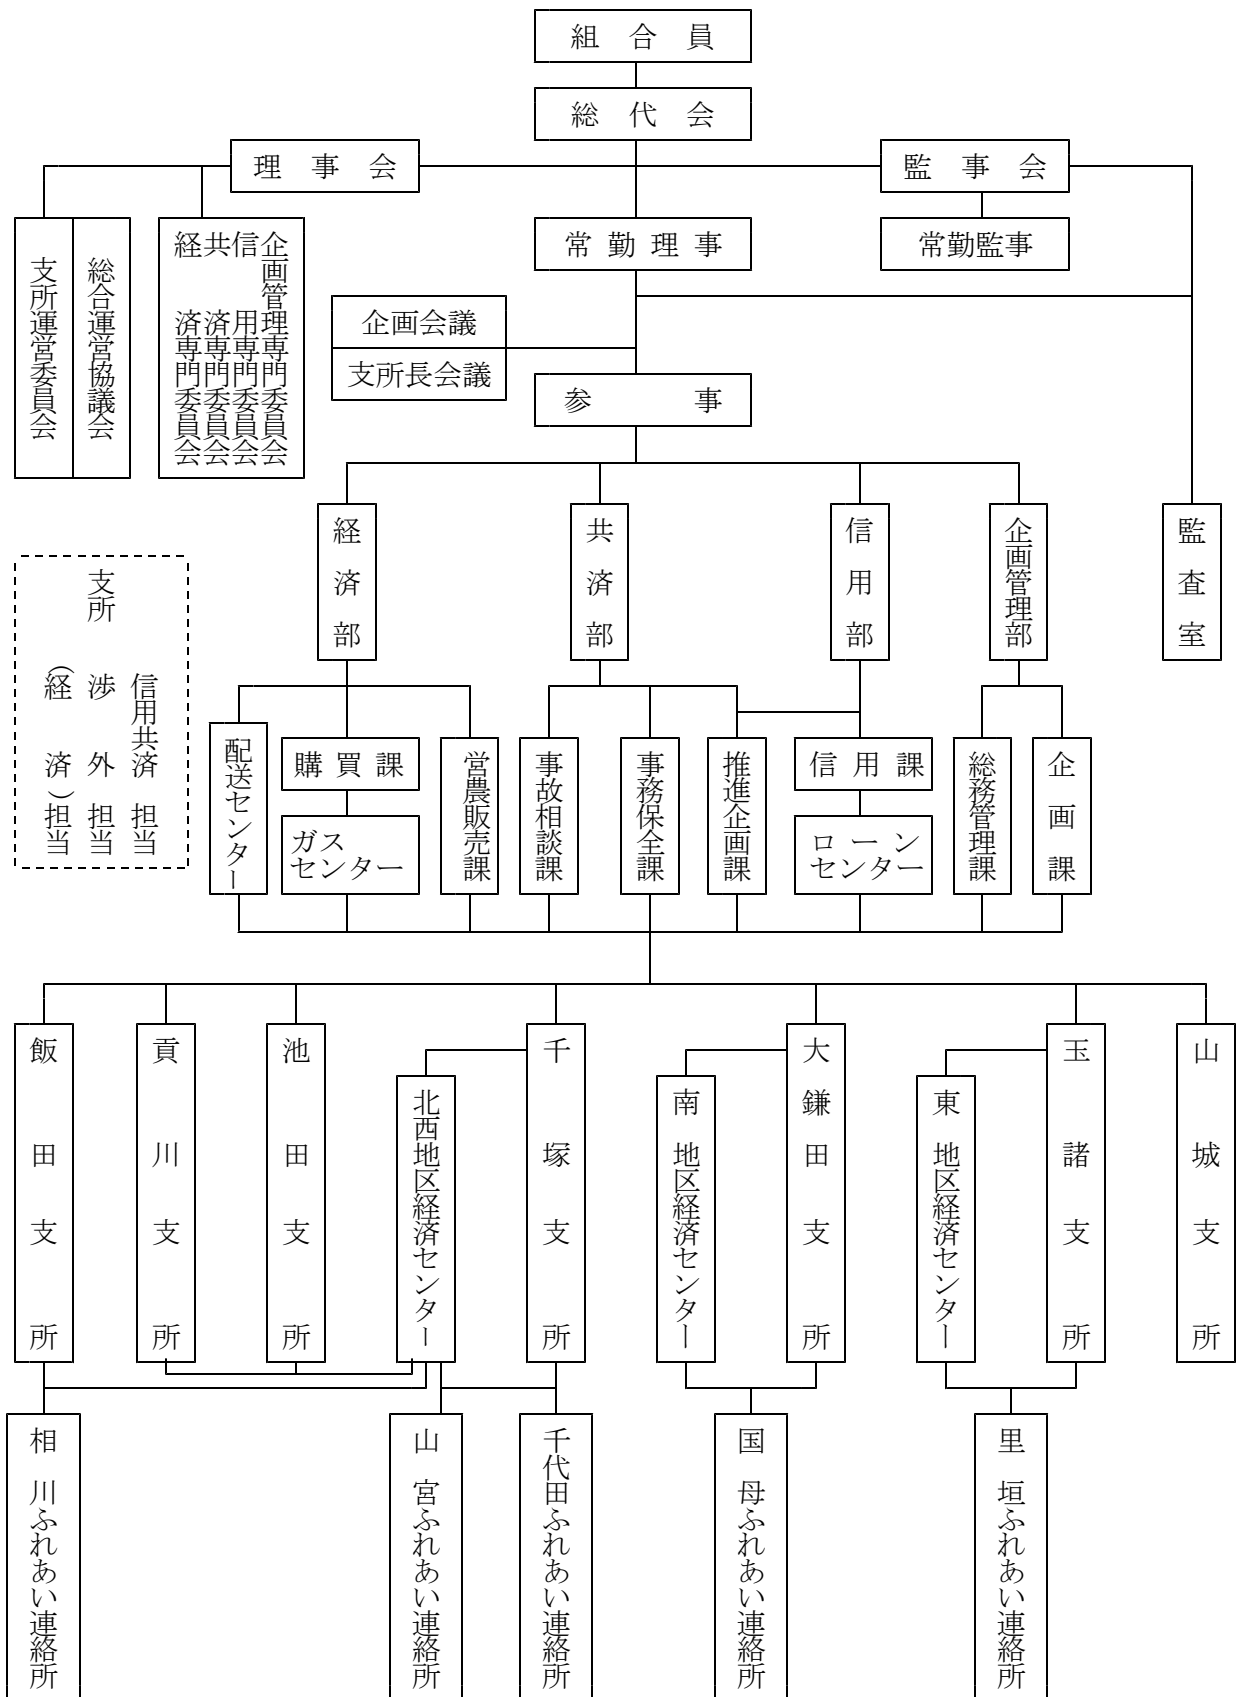 組合員
総代会
理事会
監事会
常勤理事
常勤監事
支所運営委員会
総合運営協議会
企画管理専門委員会
信用専門委員会
共済専門委員会
経済専門委員会
企画会議
支所長会議
参事
経済部
共済部
信用部
企画管理部
監査室
支所
信用共済担当
渉外担当
（経済）担当
配送センター
購買課
ガス
センター
営農販売課
事故相談課
事務保全課
推進企画課
信用課
ローン
センター
総務管理課
企画課
飯田支所
貢川支所
池田支所
北西地区経済センター
千塚支所
南地区経済センター
大鎌田支所
東地区経済センター
玉諸支所
山城支所
相川ふれあい連絡所
山宮ふれあい連絡所
千代田ふれあい連絡所
国母ふれあい連絡所
里垣ふれあい連絡所